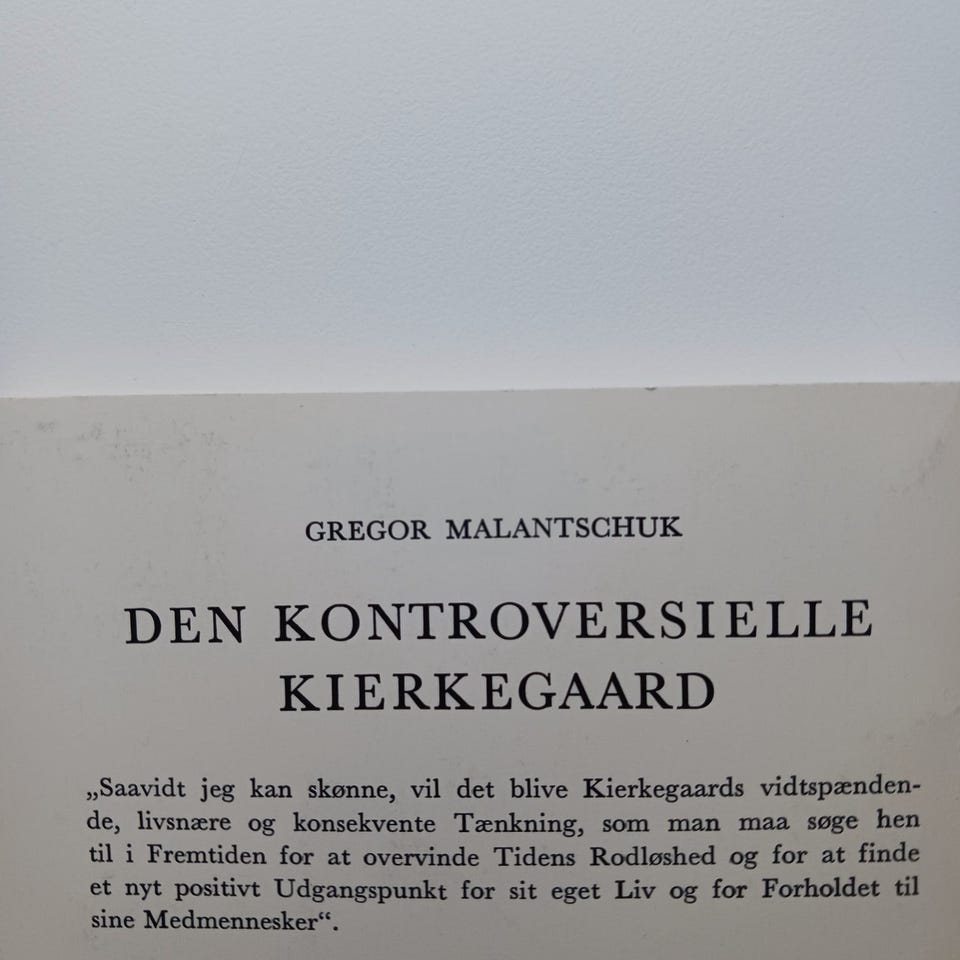 GREGOR MALANTSCHUK
DEN KONTROVERSIELLE
KIERKEGAARD
„Saavidt jeg kan skønne, vil det blive Kierkegaards vidtspænden-
de, livsnære og konsekvente Tænkning, som man maa søge hen
til i Fremtiden for at overvinde Tidens Rodløshed og for at finde
et nyt positivt Udgangspunkt for sit eget Liv og for Forholdet til
sine Medmennesker“.